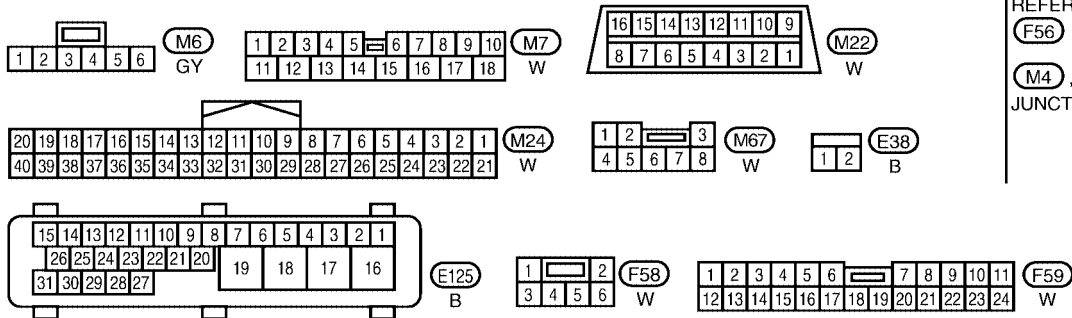 REFER
1 2 3 4 5 6 M6 GY
1 2 3 4 5 6 7 8 9 10 M7 W
11 12 13 14 15 16 17 18
16 15 14 13 12 11 10 9 M22 W
8 7 6 5 4 3 2 1
F56
M4 ,
JUNCT
20 19 18 17 16 15 14 13 12 11 10 9 8 7 6 5 4 3 2 1 M24 W
40 39 38 37 36 35 34 33 32 31 30 29 28 27 26 25 24 23 22 21
1 2 3 M67 W
4 5 6 7 8
1 2 E38 B
15 14 13 12 11 10 9 8 7 6 5 4 3 2 1
26 25 24 23 22 21 20 19 18 17 16 E125 B
31 30 29 28 27
1 2 F58 W
3 4 5 6
1 2 3 4 5 6 7 8 9 10 11 F59 W
12 13 14 15 16 17 18 19 20 21 22 23 24